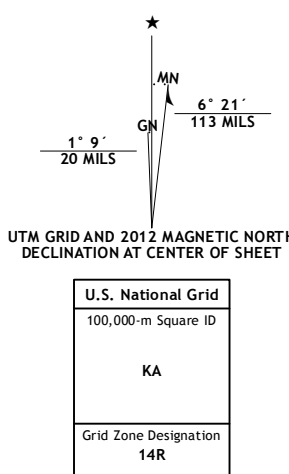 ★
MN
GN
6° 21´
113 MILS
1° 9´
20 MILS
UTM GRID AND 2012 MAGNETIC NORTH
DECLINATION AT CENTER OF SHEET
U.S. National Grid
100,000-m Square ID
KA
Grid Zone Designation
14R